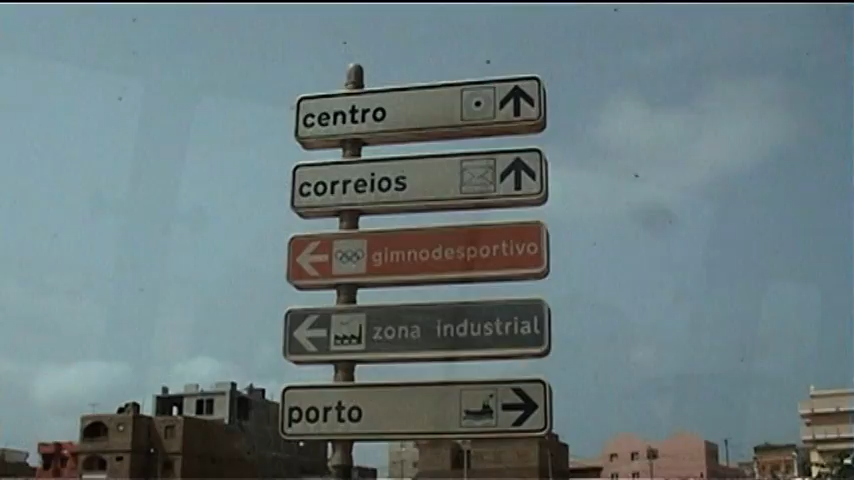 centro
correios
gimnodesportivo
zona industrial
porto